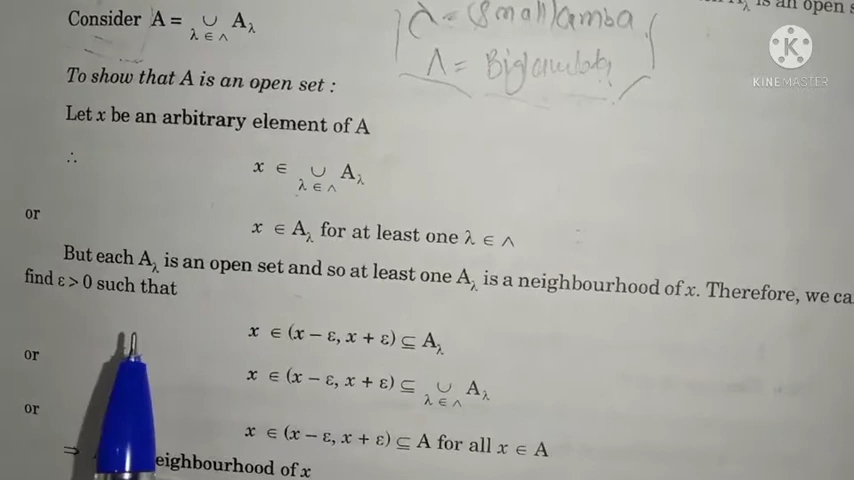 is an open s
Consider A = ∪ A_λ
λ ∈ ∧
λ = (Small) lamba
Λ = Biglamda
KINEMASTER
To show that A is an open set :
Let x be an arbitrary element of A
∴ x ∈ ∪ A_λ
λ ∈ ∧
or
x ∈ A_λ for at least one λ ∈ ∧
But each A_λ is an open set and so at least one A_λ is a neighbourhood of x. Therefore, we ca
find ε > 0 such that
x ∈ (x – ε, x + ε) ⊆ A_λ
or
x ∈ (x – ε, x + ε) ⊆ ∪ A_λ
λ ∈ ∧
or
x ∈ (x – ε, x + ε) ⊆ A for all x ∈ A
⇒ eighbourhood of x